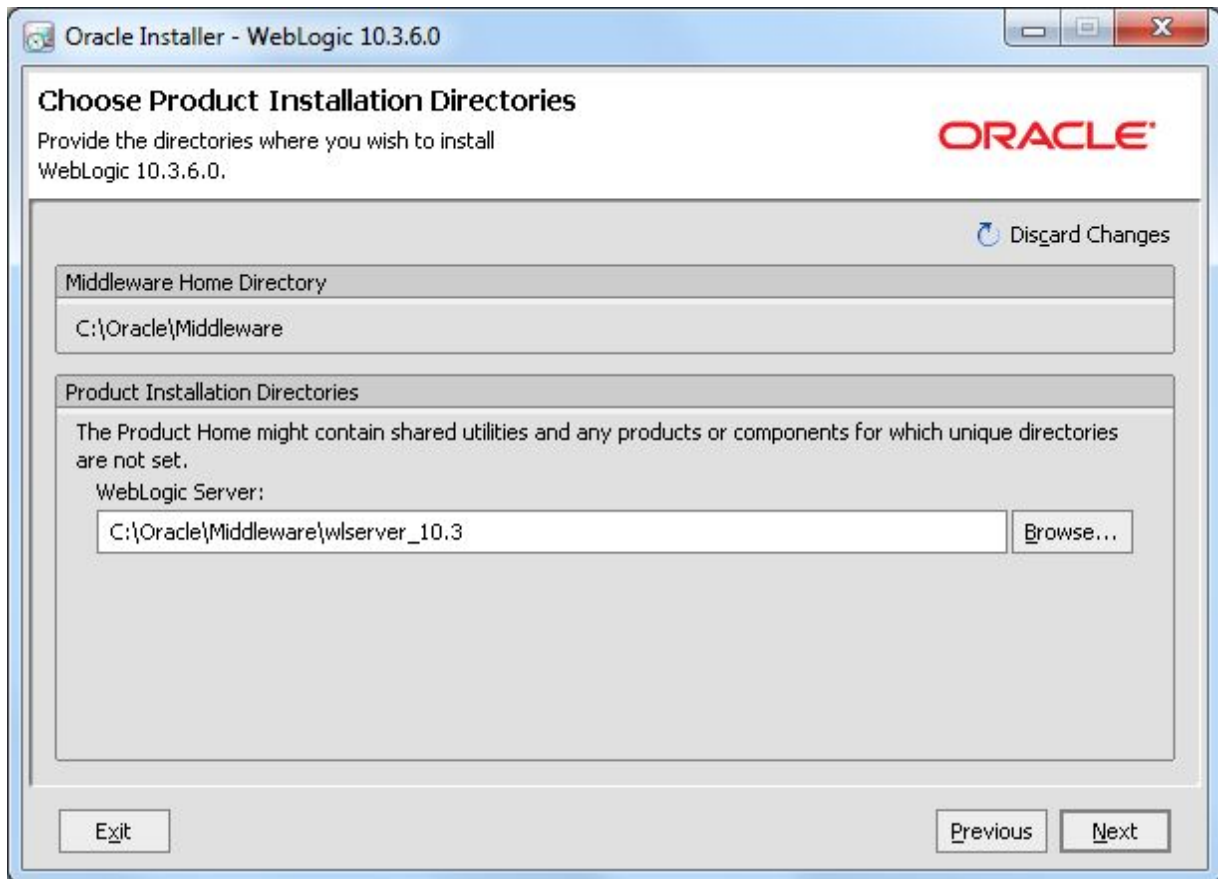 Oracle Installer - WebLogic 10.3.6.0
Choose Product Installation Directories
Provide the directories where you wish to install
WebLogic 10.3.6.0.
ORACLE
Discard Changes
Middleware Home Directory
C:\Oracle\Middleware
Product Installation Directories
The Product Home might contain shared utilities and any products or components for which unique directories
are not set.
WebLogic Server:
C:\Oracle\Middleware\wlserver_10.3
Browse...
Exit
Previous
Next